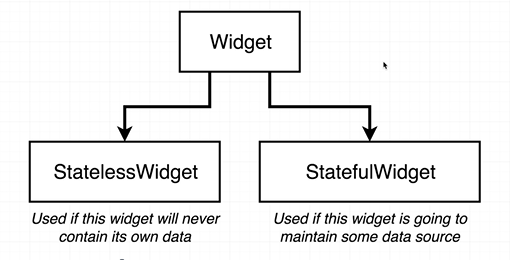 Widget
StatelessWidget
StatefulWidget
Used if this widget will never
contain its own data
Used if this widget is going to
maintain some data source